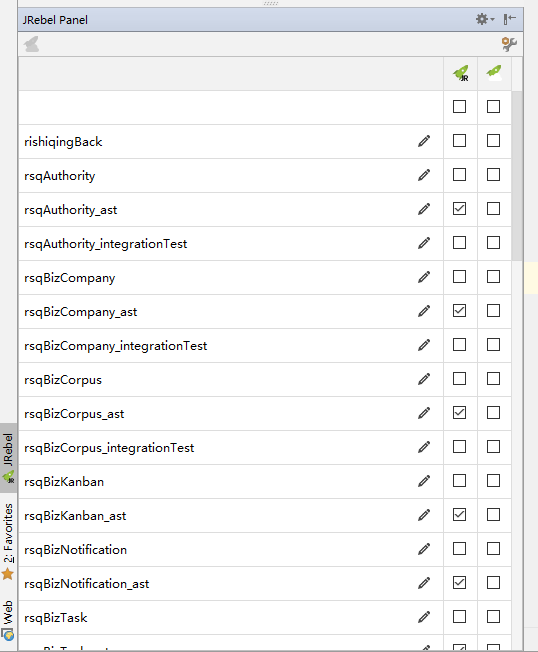 JRebel Panel
JR
rishiqingBack
rsqAuthority
rsqAuthority_ast
rsqAuthority_integrationTest
rsqBizCompany
rsqBizCompany_ast
rsqBizCompany_integrationTest
rsqBizCorpus
rsqBizCorpus_ast
rsqBizCorpus_integrationTest
rsqBizKanban
rsqBizKanban_ast
rsqBizNotification
rsqBizNotification_ast
rsqBizTask
JRebel
2: Favorites
Web